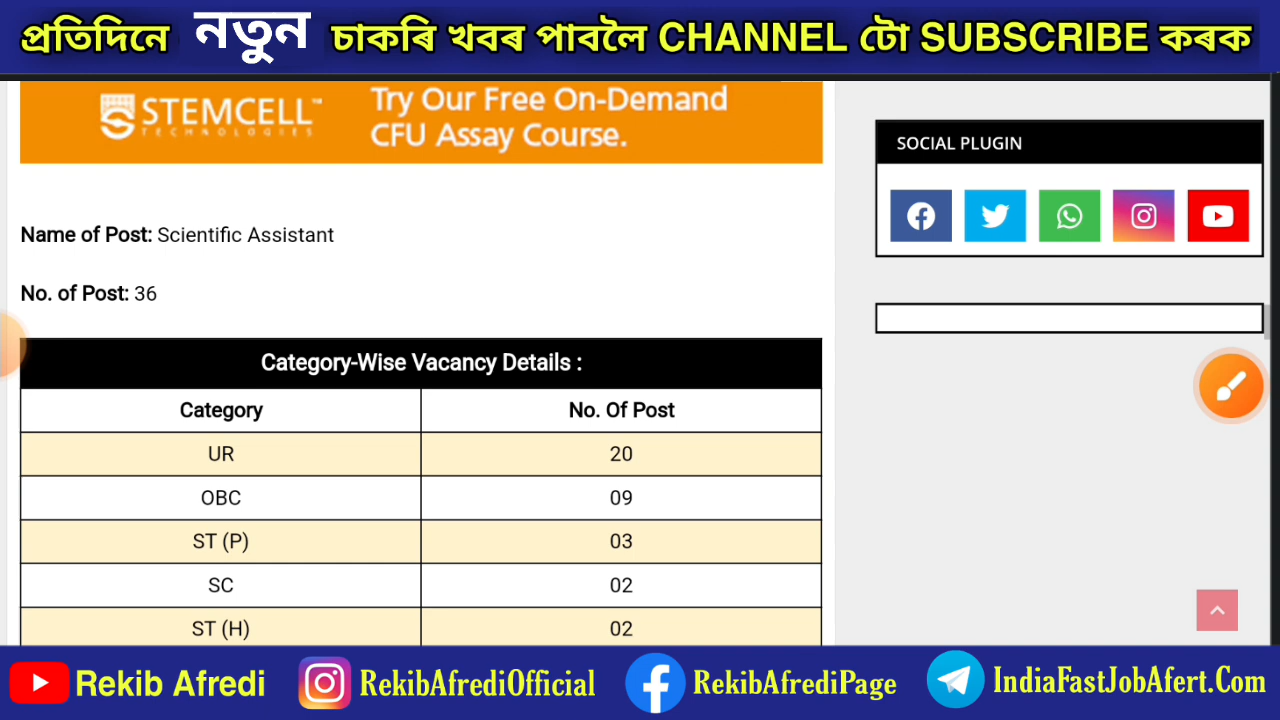 প্ৰতিদিনে নতুন চাকৰি খবৰ পাবলৈ CHANNEL টো SUBSCRIBE কৰক
STEMCELL™
TECHNOLOGIES
Try Our Free On-Demand
CFU Assay Course.
SOCIAL PLUGIN
Name of Post: Scientific Assistant
No. of Post: 36
Category-Wise Vacancy Details :
Category No. Of Post
UR 20
OBC 09
ST (P) 03
SC 02
ST (H) 02
Rekib Afredi RekibAfrediOfficial RekibAfrediPage IndiaFastJobAfert.Com